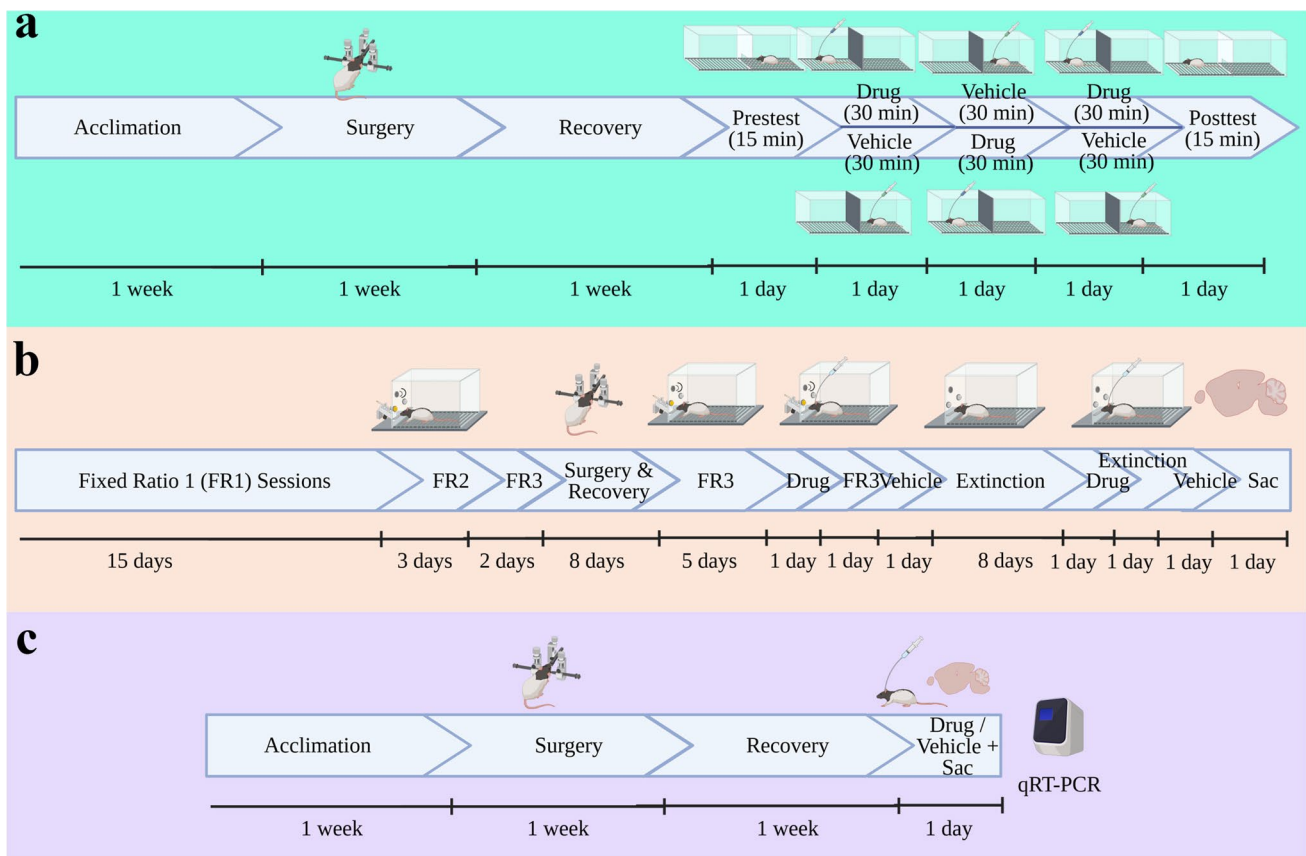 a
Acclimation
Surgery
Recovery
Prestest
(15 min)
Drug
(30 min)
Vehicle
(30 min)
Vehicle
(30 min)
Drug
(30 min)
Drug
(30 min)
Vehicle
(30 min)
Posttest
(15 min)
1 week
1 week
1 week
1 day
1 day
1 day
1 day
1 day
b
Fixed Ratio 1 (FR1) Sessions
FR2
FR3
Surgery &
Recovery
FR3
Drug
FR3
Vehicle
Extinction
Drug
Extinction
Vehicle
Sac
15 days
3 days
2 days
8 days
5 days
1 day
1 day
1 day
8 days
1 day
1 day
1 day
1 day
c
Acclimation
Surgery
Recovery
Drug /
Vehicle +
Sac
qRT-PCR
1 week
1 week
1 week
1 day